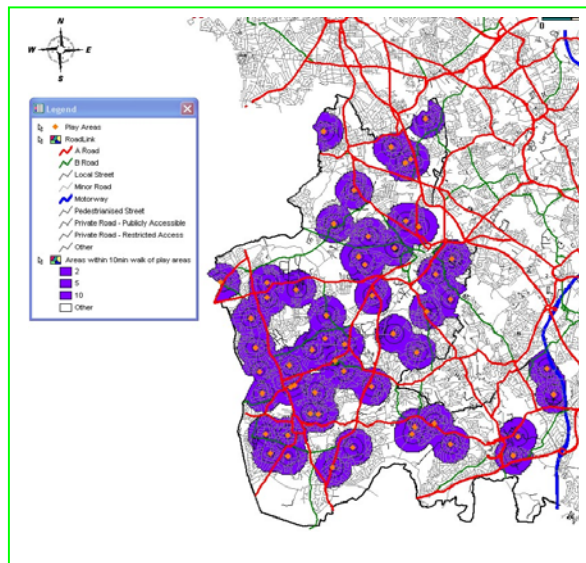 N
W E
S
0
Legend
Play Areas
RoadLink
A Road
B Road
Local Street
Minor Road
Motorway
Pedestrianised Street
Private Road - Publicly Accessible
Private Road - Restricted Access
Other
Areas within 10min walk of play areas
2
5
10
Other